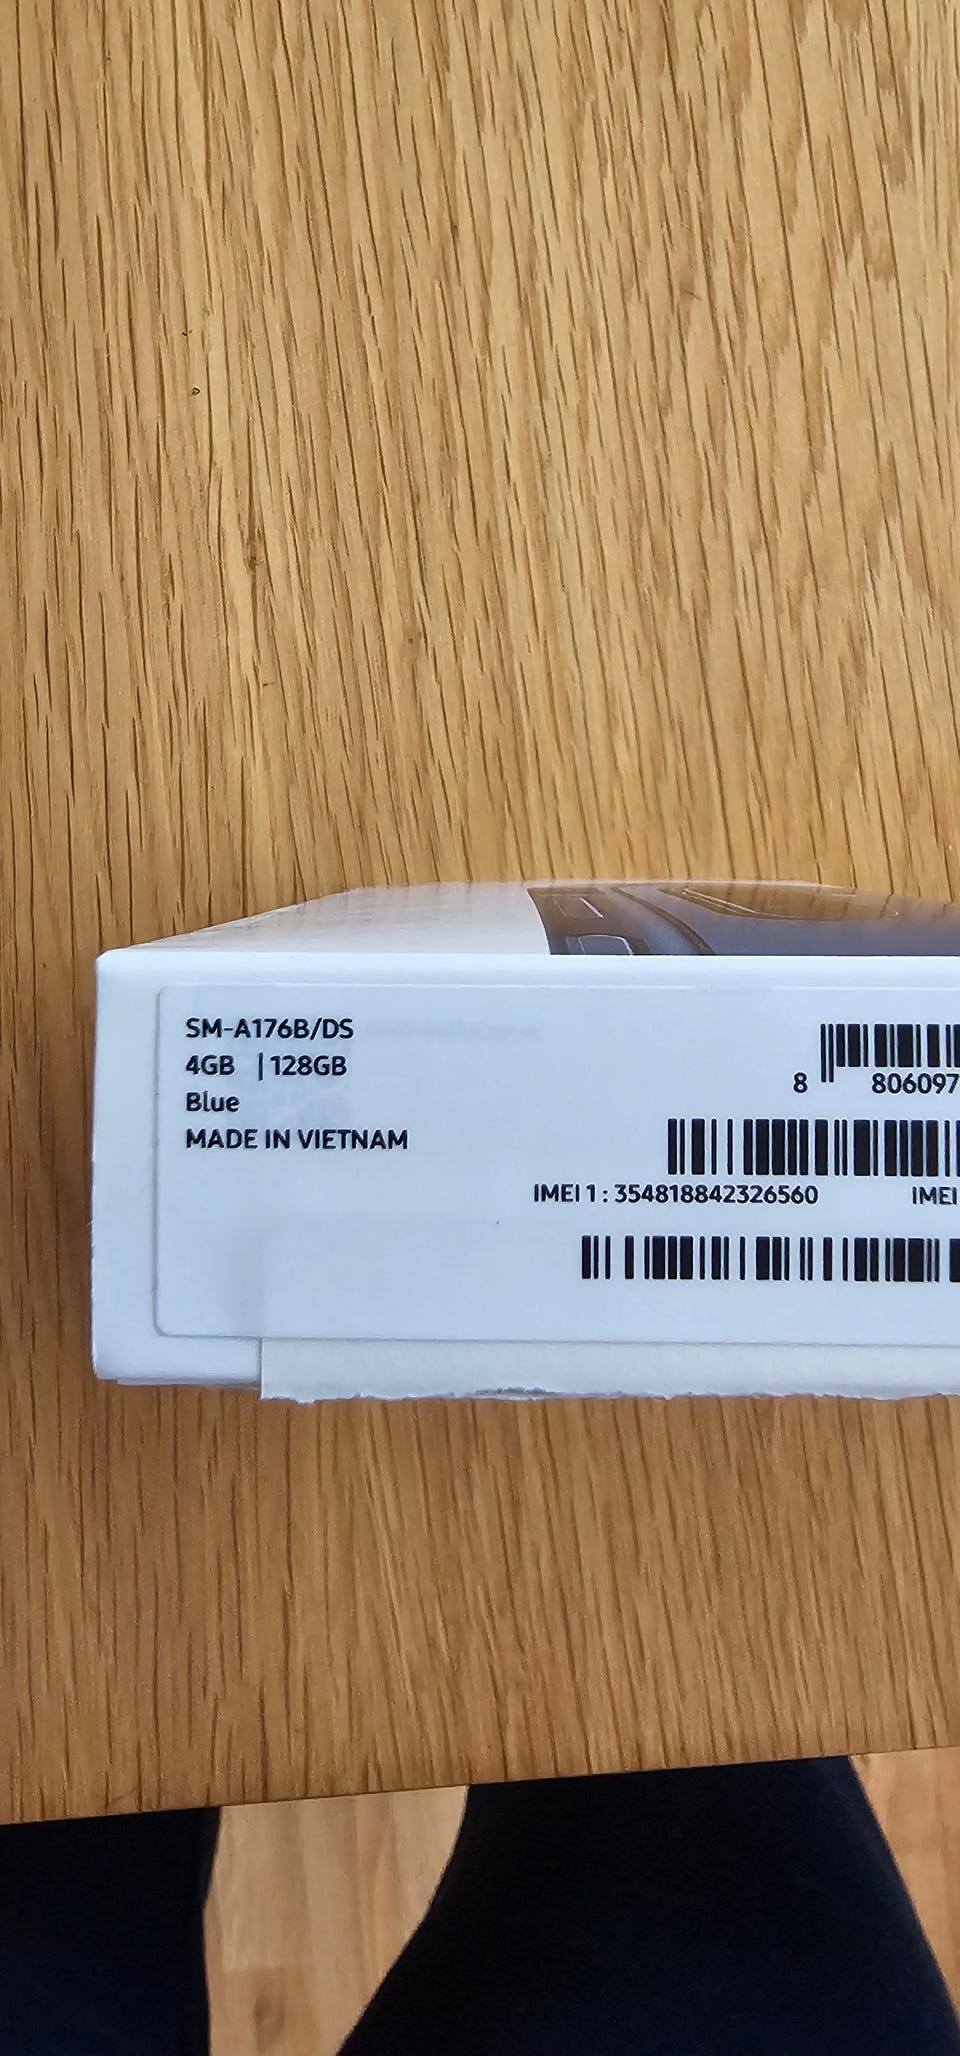 SM-A176B/DS
4GB | 128GB
Blue
MADE IN VIETNAM
8 806097
IMEI 1 : 354818842326560 IMEI